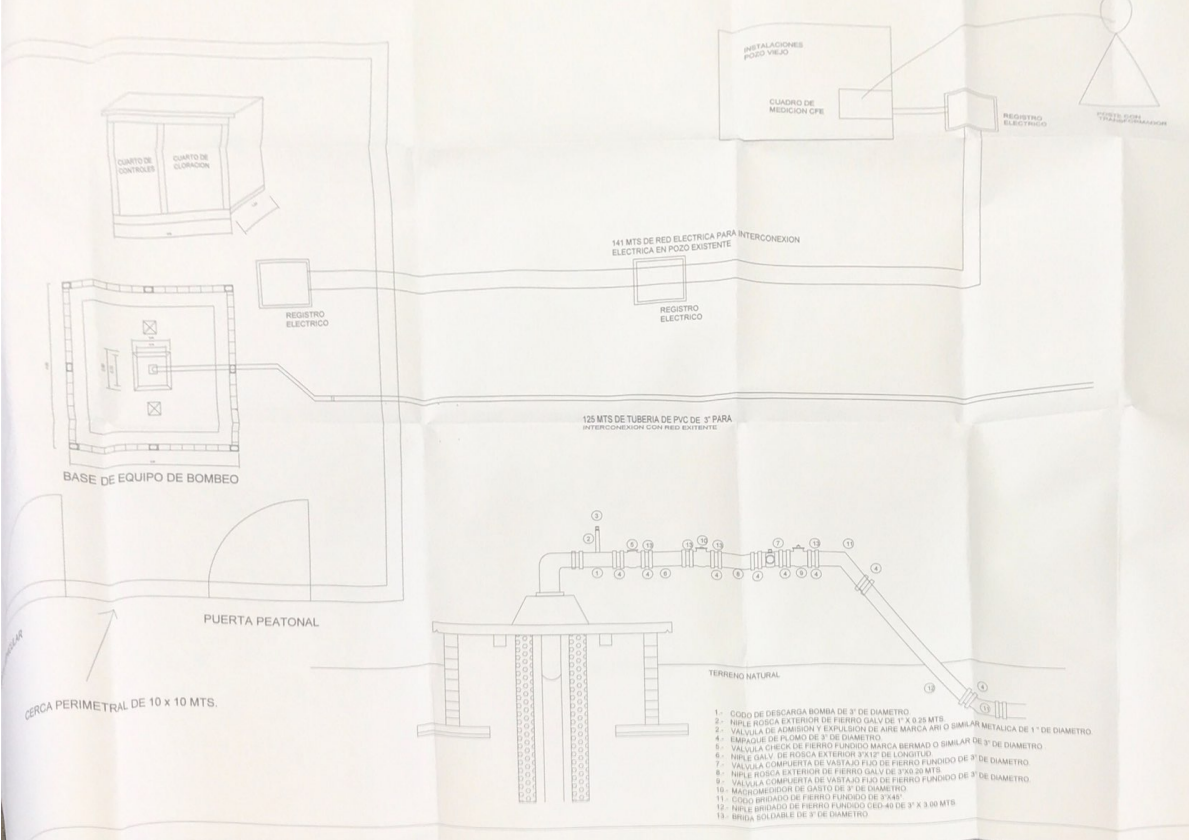 INSTALACIONES
POZO VIEJO
CUADRO DE
MEDICION CFE
REGISTRO
ELECTRICO
POSTE CON
TRANSFORMADOR
CUARTO DE
CONTROLES
CUARTO DE
CLORACION
141 MTS DE RED ELECTRICA PARA INTERCONEXION
ELECTRICA EN POZO EXISTENTE
REGISTRO
ELECTRICO
REGISTRO
ELECTRICO
125 MTS DE TUBERIA DE PVC DE 3" PARA
INTERCONEXION CON RED EXITENTE
BASE DE EQUIPO DE BOMBEO
PUERTA PEATONAL
CERCA PERIMETRAL DE 10 x 10 MTS.
TERRENO NATURAL
1.- CODO DE DESCARGA BOMBA DE 3" DE DIAMETRO.
2.- NIPLE ROSCA EXTERIOR DE FIERRO GALV DE 1" X 0.25 MTS.
3.- VALVULA DE ADMISION Y EXPULSION DE AIRE MARCA ARI O SIMILAR METALICA DE 1" DE DIAMETRO
4.- EMPAQUE DE PLOMO DE 3" DE DIAMETRO.
5.- VALVULA CHECK DE FIERRO FUNDIDO MARCA BERMAD O SIMILAR DE 3" DE DIAMETRO
6.- NIPLE GALV. DE ROSCA EXTERIOR 3"X12" DE LONGITUD.
7.- VALVULA COMPUERTA DE VASTAJO FIJO DE FIERRO FUNDIDO DE 3" DE DIAMETRO.
8.- NIPLE ROSCA EXTERIOR DE FIERRO GALV DE 3"X0.20 MTS.
9.- VALVULA COMPUERTA DE VASTAJO FIJO DE FIERRO FUNDIDO DE 3" DE DIAMETRO.
10.- MACROMEDIDOR DE GASTO DE 3" DE DIAMETRO.
11.- CODO BRIDADO DE FIERRO FUNDIDO DE 3"X45°
12.- NIPLE BRIDADO DE FIERRO FUNDIDO CED-40 DE 3" X 3.00 MTS
13.- BRIDA SOLDABLE DE 3" DE DIAMETRO